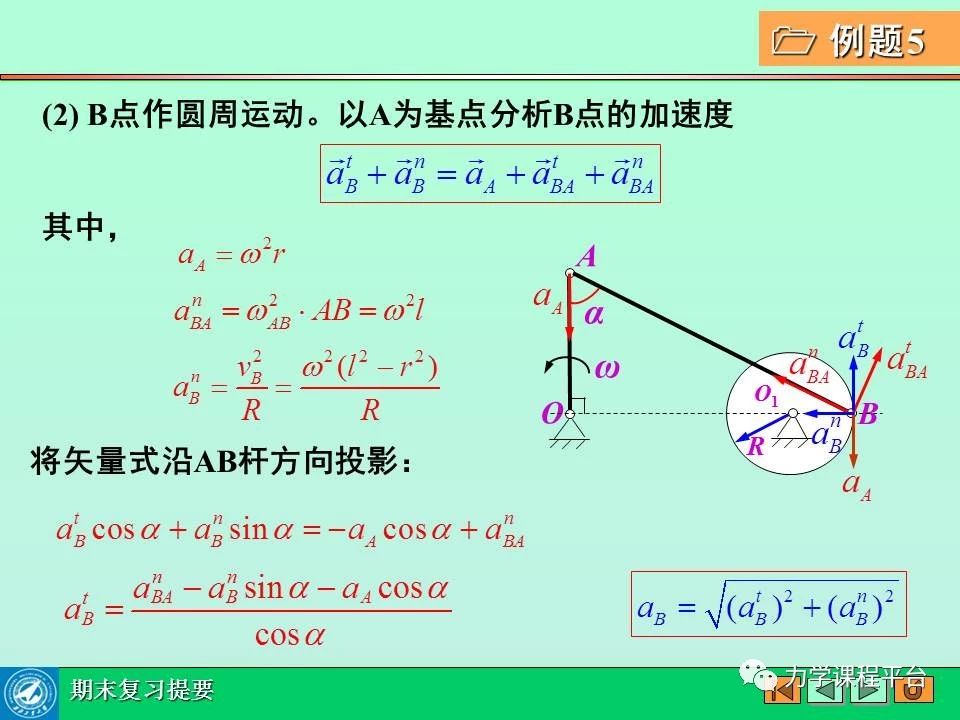 例题5
(2) B点作圆周运动。以A为基点分析B点的加速度
$\vec{a}_B^t + \vec{a}_B^n = \vec{a}_A + \vec{a}_{BA}^t + \vec{a}_{BA}^n$
其中，
$a_A = \omega^2 r$
$a_{BA}^n = \omega_{AB}^2 \cdot AB = \omega^2 l$
$a_B^n = \frac{v_B^2}{R} = \frac{\omega^2(l^2 - r^2)}{R}$
A
$a_A$
α
ω
O
$a_{BA}^n$
$a_B^t$
$a_{BA}^t$
O₁
B
R
$a_B^n$
$a_A$
将矢量式沿AB杆方向投影：
$a_B^t \cos\alpha + a_B^n \sin\alpha = -a_A \cos\alpha + a_{BA}^n$
$a_B^t = \frac{a_{BA}^n - a_B^n \sin\alpha - a_A \cos\alpha}{\cos\alpha}$
$a_B = \sqrt{(a_B^t)^2 + (a_B^n)^2}$
期末复习提要
力学课程平台